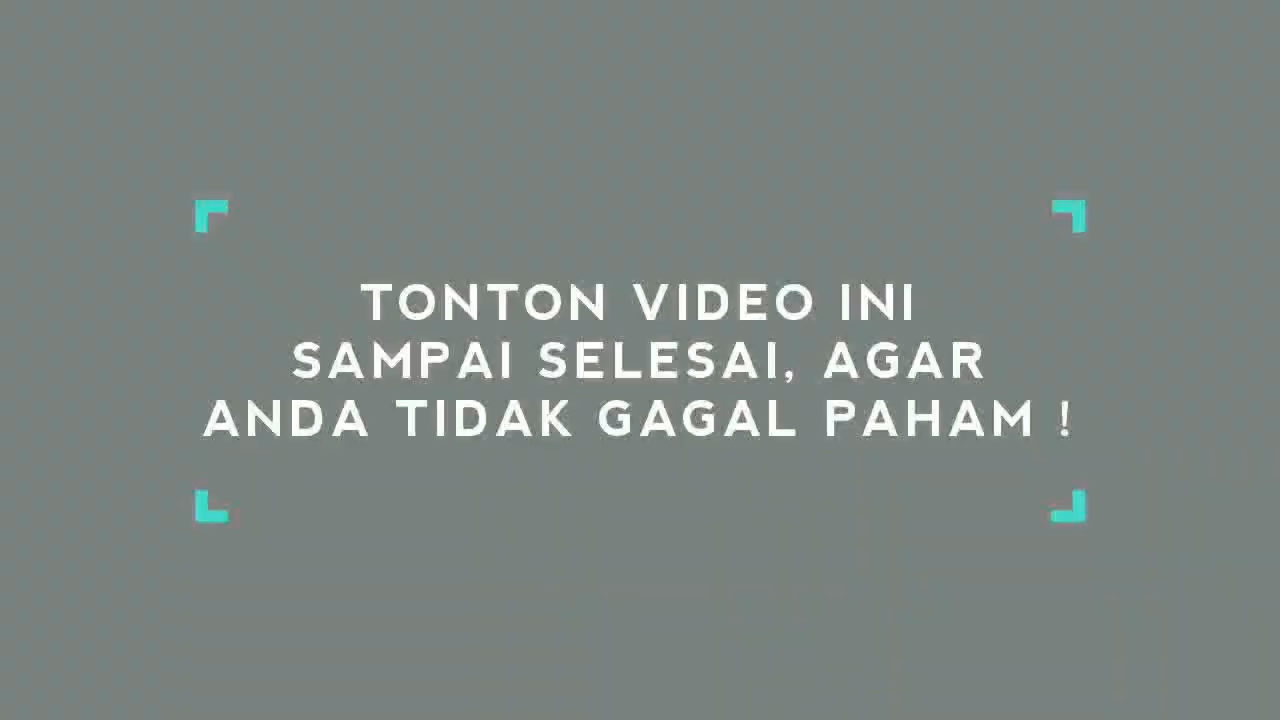 TONTON VIDEO INI
SAMPAI SELESAI, AGAR
ANDA TIDAK GAGAL PAHAM !